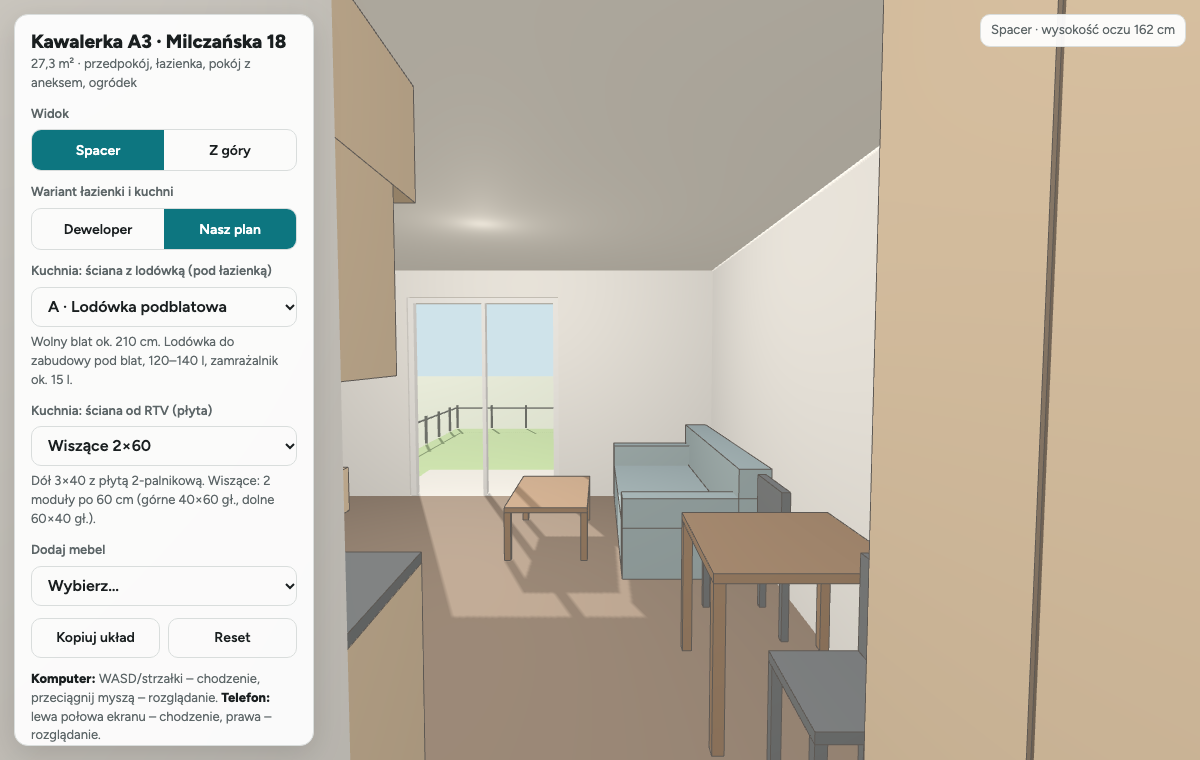 Kawalerka A3 · Milczańska 18
27,3 m² · przedpokój, łazienka, pokój z
aneksem, ogródek
Widok
Spacer
Z góry
Wariant łazienki i kuchni
Deweloper
Nasz plan
Kuchnia: ściana z lodówką (pod łazienką)
A · Lodówka podblatowa
Wolny blat ok. 210 cm. Lodówka do
zabudowy pod blat, 120–140 l, zamrażalnik
ok. 15 l.
Kuchnia: ściana od RTV (płyta)
Wiszące 2×60
Dół 3×40 z płytą 2-palnikową. Wiszące: 2
moduły po 60 cm (górne 40×60 gł., dolne
60×40 gł.).
Dodaj mebel
Wybierz...
Kopiuj układ
Reset
Komputer: WASD/strzałki – chodzenie,
przeciągnij myszą – rozglądanie. Telefon:
lewa połowa ekranu – chodzenie, prawa –
rozglądanie.
Spacer · wysokość oczu 162 cm